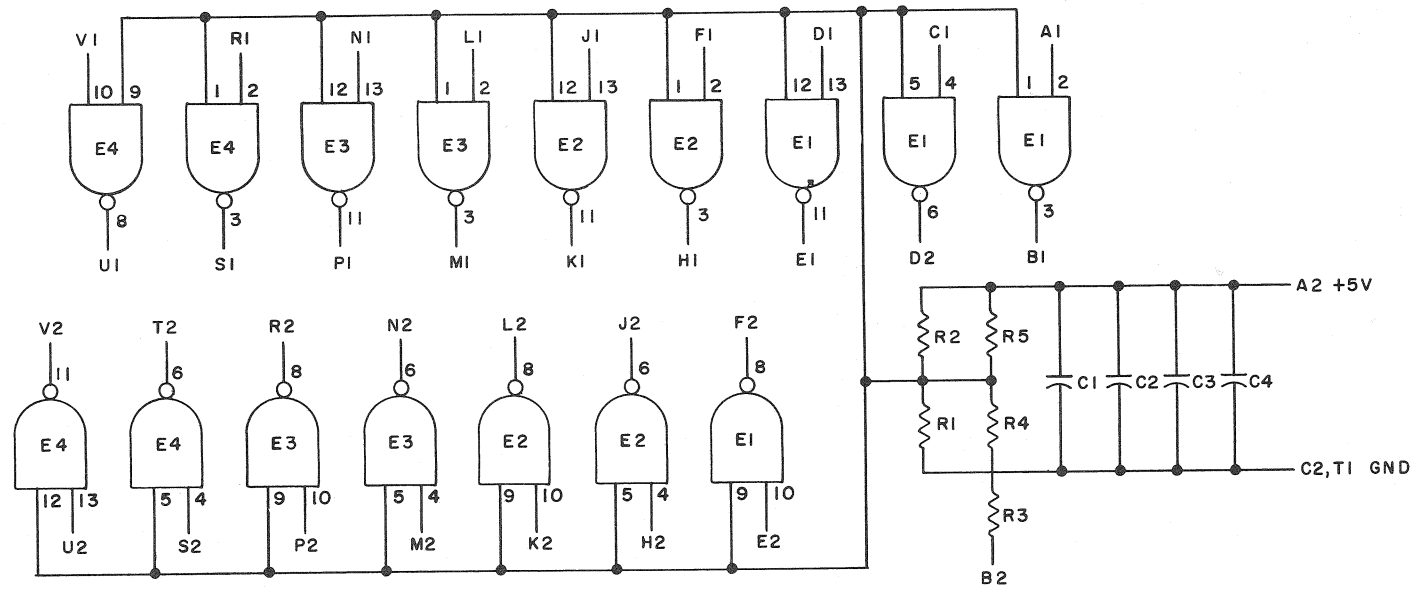 V1 R1 N1 L1 J1 F1 D1 C1 A1
10 9 1 2 12 13 1 2 12 13 1 2 12 13 5 4 1 2
E4 E4 E3 E3 E2 E2 E1 E1 E1
8 3 11 3 11 3 11 6 3
U1 S1 P1 M1 K1 H1 E1 D2 B1
A2 +5V
V2 T2 R2 N2 L2 J2 F2
R2 R5
11 6 8 6 8 6 8
C1 C2 C3 C4
R1 R4
E4 E4 E3 E3 E2 E2 E1
C2,T1 GND
12 13 5 4 9 10 5 4 9 10 5 4 9 10
R3
U2 S2 P2 M2 K2 H2 E2
B2